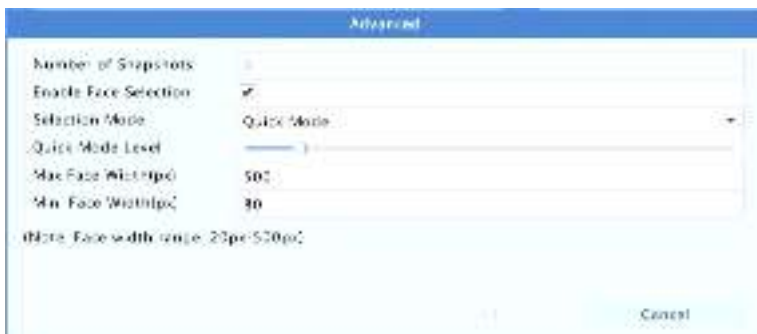 Advanced
Number of Snapshots
Enable Face Selection
Selection Mode Quick Mode
Quick Mode Level
Max Face Width(px) 500
Min Face Width(px) 80
(Note: Face width range: 20px-500px)
Cancel